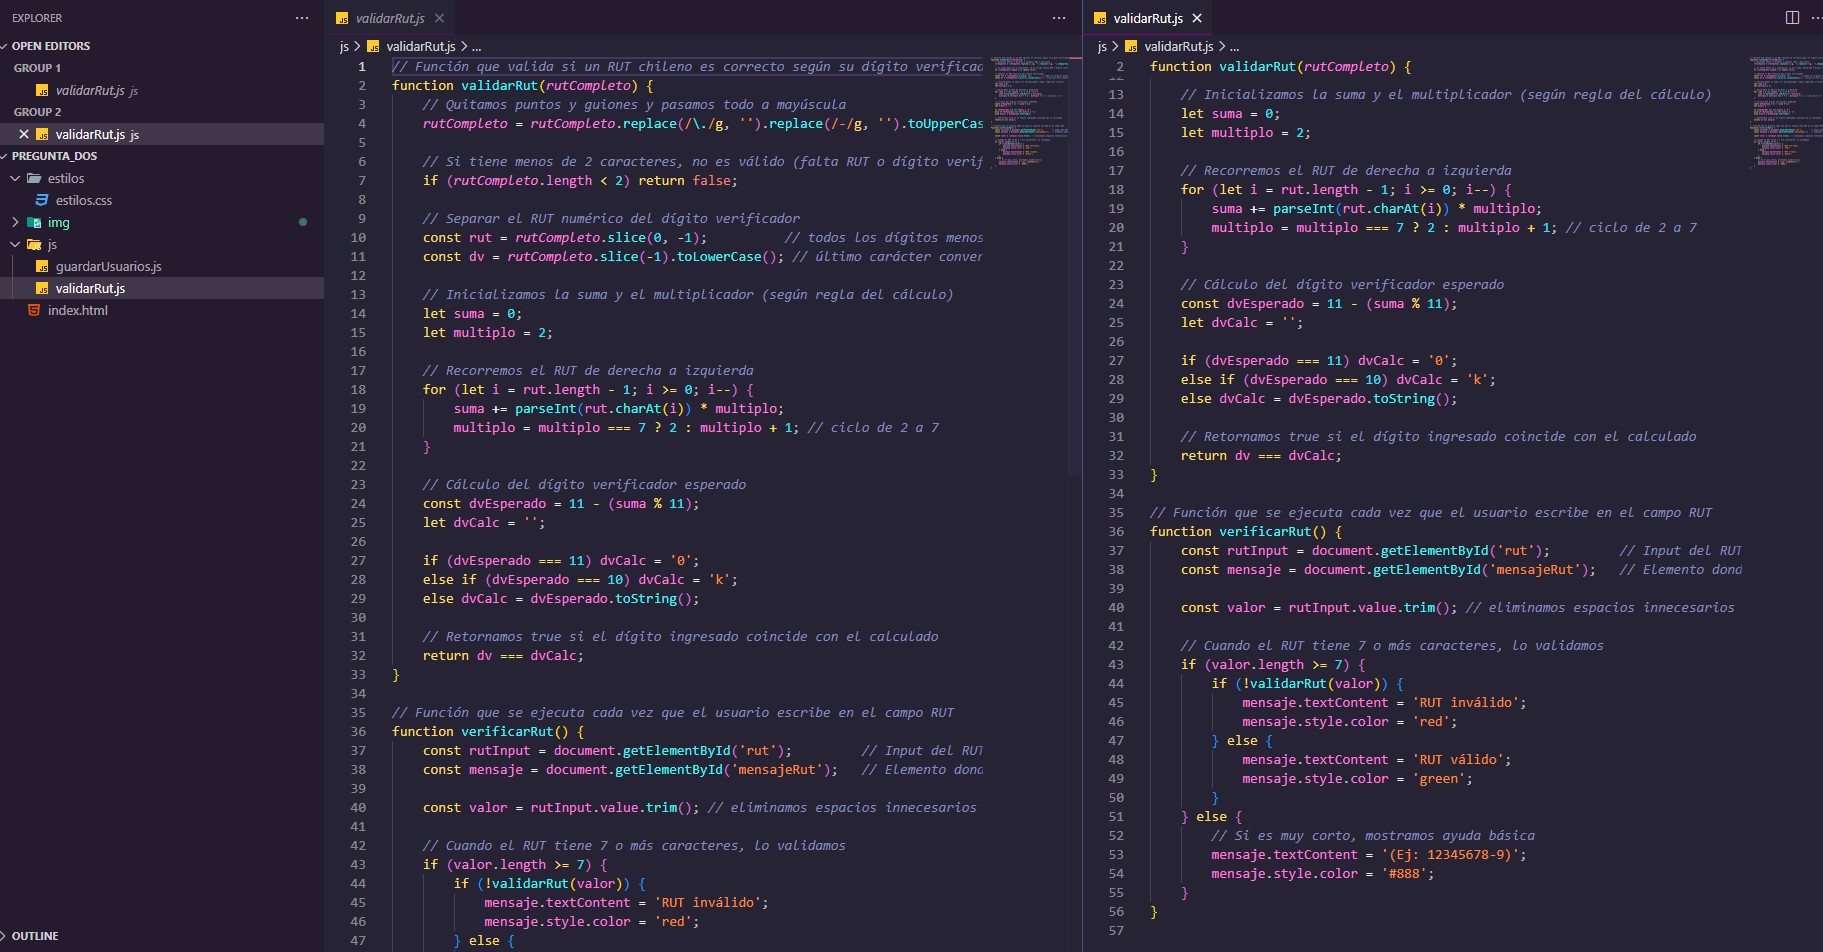 EXPLORER
OPEN EDITORS
GROUP 1
validarRut.js js
GROUP 2
validarRut.js js
PREGUNTA_DOS
estilos
estilos.css
img
js
guardarUsuarios.js
validarRut.js
index.html
OUTLINE
validarRut.js
js > validarRut.js > ...
1 // Función que valida si un RUT chileno es correcto según su dígito verificad
2 function validarRut(rutCompleto) {
3 // Quitamos puntos y guiones y pasamos todo a mayúscula
4 rutCompleto = rutCompleto.replace(/\./g, '').replace(/-/g, '').toUpperCas
5
6 // Si tiene menos de 2 caracteres, no es válido (falta RUT o dígito verif
7 if (rutCompleto.length < 2) return false;
8
9 // Separar el RUT numérico del dígito verificador
10 const rut = rutCompleto.slice(0, -1); // todos los dígitos menos
11 const dv = rutCompleto.slice(-1).toLowerCase(); // último carácter conver
12
13 // Inicializamos la suma y el multiplicador (según regla del cálculo)
14 let suma = 0;
15 let multiplo = 2;
16
17 // Recorremos el RUT de derecha a izquierda
18 for (let i = rut.length - 1; i >= 0; i--) {
19 suma += parseInt(rut.charAt(i)) * multiplo;
20 multiplo = multiplo === 7 ? 2 : multiplo + 1; // ciclo de 2 a 7
21 }
22
23 // Cálculo del dígito verificador esperado
24 const dvEsperado = 11 - (suma % 11);
25 let dvCalc = '';
26
27 if (dvEsperado === 11) dvCalc = '0';
28 else if (dvEsperado === 10) dvCalc = 'k';
29 else dvCalc = dvEsperado.toString();
30
31 // Retornamos true si el dígito ingresado coincide con el calculado
32 return dv === dvCalc;
33 }
34
35 // Función que se ejecuta cada vez que el usuario escribe en el campo RUT
36 function verificarRut() {
37 const rutInput = document.getElementById('rut'); // Input del RUT
38 const mensaje = document.getElementById('mensajeRut'); // Elemento dond
39
40 const valor = rutInput.value.trim(); // eliminamos espacios innecesarios
41
42 // Cuando el RUT tiene 7 o más caracteres, lo validamos
43 if (valor.length >= 7) {
44 if (!validarRut(valor)) {
45 mensaje.textContent = 'RUT inválido';
46 mensaje.style.color = 'red';
47 } else {
validarRut.js
js > validarRut.js > ...
2 function validarRut(rutCompleto) {
13 // Inicializamos la suma y el multiplicador (según regla del cálculo)
14 let suma = 0;
15 let multiplo = 2;
16
17 // Recorremos el RUT de derecha a izquierda
18 for (let i = rut.length - 1; i >= 0; i--) {
19 suma += parseInt(rut.charAt(i)) * multiplo;
20 multiplo = multiplo === 7 ? 2 : multiplo + 1; // ciclo de 2 a 7
21 }
22
23 // Cálculo del dígito verificador esperado
24 const dvEsperado = 11 - (suma % 11);
25 let dvCalc = '';
26
27 if (dvEsperado === 11) dvCalc = '0';
28 else if (dvEsperado === 10) dvCalc = 'k';
29 else dvCalc = dvEsperado.toString();
30
31 // Retornamos true si el dígito ingresado coincide con el calculado
32 return dv === dvCalc;
33 }
34
35 // Función que se ejecuta cada vez que el usuario escribe en el campo RUT
36 function verificarRut() {
37 const rutInput = document.getElementById('rut'); // Input del RUT
38 const mensaje = document.getElementById('mensajeRut'); // Elemento dond
39
40 const valor = rutInput.value.trim(); // eliminamos espacios innecesarios
41
42 // Cuando el RUT tiene 7 o más caracteres, lo validamos
43 if (valor.length >= 7) {
44 if (!validarRut(valor)) {
45 mensaje.textContent = 'RUT inválido';
46 mensaje.style.color = 'red';
47 } else {
48 mensaje.textContent = 'RUT válido';
49 mensaje.style.color = 'green';
50 }
51 } else {
52 // Si es muy corto, mostramos ayuda básica
53 mensaje.textContent = '(Ej: 12345678-9)';
54 mensaje.style.color = '#888';
55 }
56 }
57